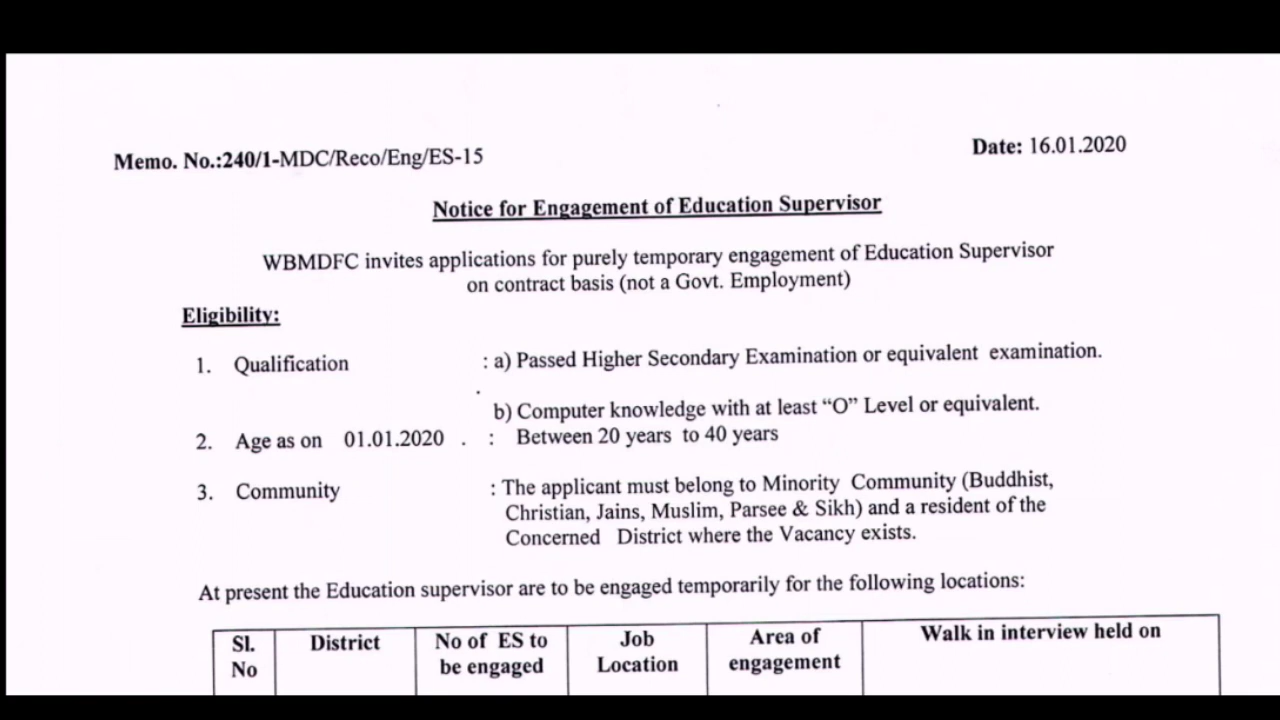 Memo. No.:240/1-MDC/Reco/Eng/ES-15
Date: 16.01.2020
Notice for Engagement of Education Supervisor
WBMDFC invites applications for purely temporary engagement of Education Supervisor
on contract basis (not a Govt. Employment)
Eligibility:
1. Qualification : a) Passed Higher Secondary Examination or equivalent examination.
b) Computer knowledge with at least “O” Level or equivalent.
2. Age as on 01.01.2020 . : Between 20 years to 40 years
3. Community : The applicant must belong to Minority Community (Buddhist,
Christian, Jains, Muslim, Parsee & Sikh) and a resident of the
Concerned District where the Vacancy exists.
At present the Education supervisor are to be engaged temporarily for the following locations:
Sl. No
District
No of ES to be engaged
Job Location
Area of engagement
Walk in interview held on